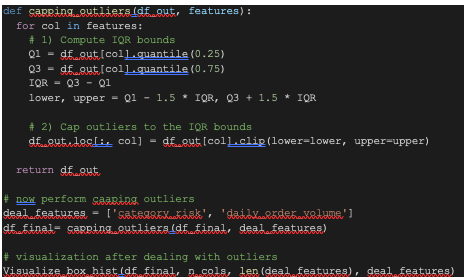 def capping_outliers(df_out, features):
  for col in features:
    # 1) Compute IQR bounds
    Q1 = df_out[col].quantile(0.25)
    Q3 = df_out[col].quantile(0.75)
    IQR = Q3 - Q1
    lower, upper = Q1 - 1.5 * IQR, Q3 + 1.5 * IQR
    # 2) Cap outliers to the IQR bounds
    df_out.loc[:, col] = df_out[col].clip(lower=lower, upper=upper)
  return df_out
# now perform caaping outliers
deal_features = ['category_risk', 'daily_order_volume']
df_final= capping_outliers(df_final, deal_features)
# visualization after dealing with outliers
Visualize_box_hist(df_final, n_cols, len(deal_features), deal_features)